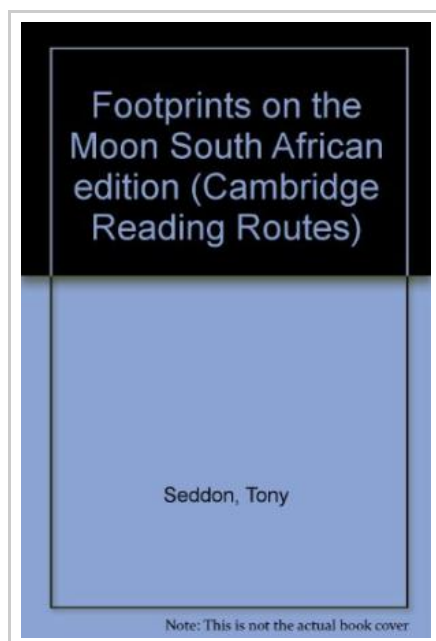 Footprints on the
Moon South African
edition (Cambridge
Reading Routes)
Seddon, Tony
Note: This is not the actual book cover